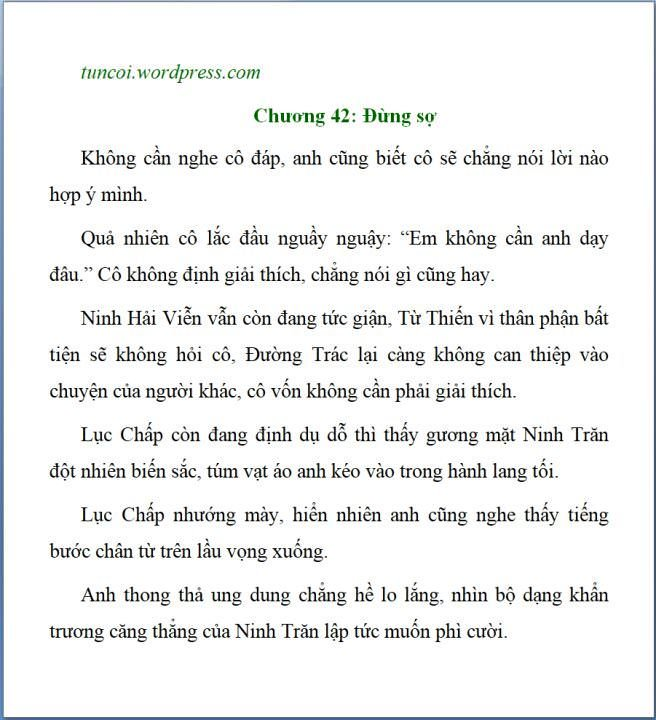 tuncoi.wordpress.com
Chương 42: Đừng sợ
Không cần nghe cô đáp, anh cũng biết cô sẽ chẳng nói lời nào
hợp ý mình.
Quả nhiên cô lắc đầu nguầy nguậy: “Em không cần anh dạy
đâu.” Cô không định giải thích, chẳng nói gì cũng hay.
Ninh Hải Viễn vẫn còn đang tức giận, Từ Thiến vì thân phận bất
tiện sẽ không hỏi cô, Đường Trác lại càng không can thiệp vào
chuyện của người khác, cô vốn không cần phải giải thích.
Lục Chấp còn đang định dụ dỗ thì thấy gương mặt Ninh Trăn
đột nhiên biến sắc, túm vạt áo anh kéo vào trong hành lang tối.
Lục Chấp nhướng mày, hiển nhiên anh cũng nghe thấy tiếng
bước chân từ trên lầu vọng xuống.
Anh thong thả ung dung chẳng hề lo lắng, nhìn bộ dạng khẩn
trương căng thẳng của Ninh Trăn lập tức muốn phì cười.